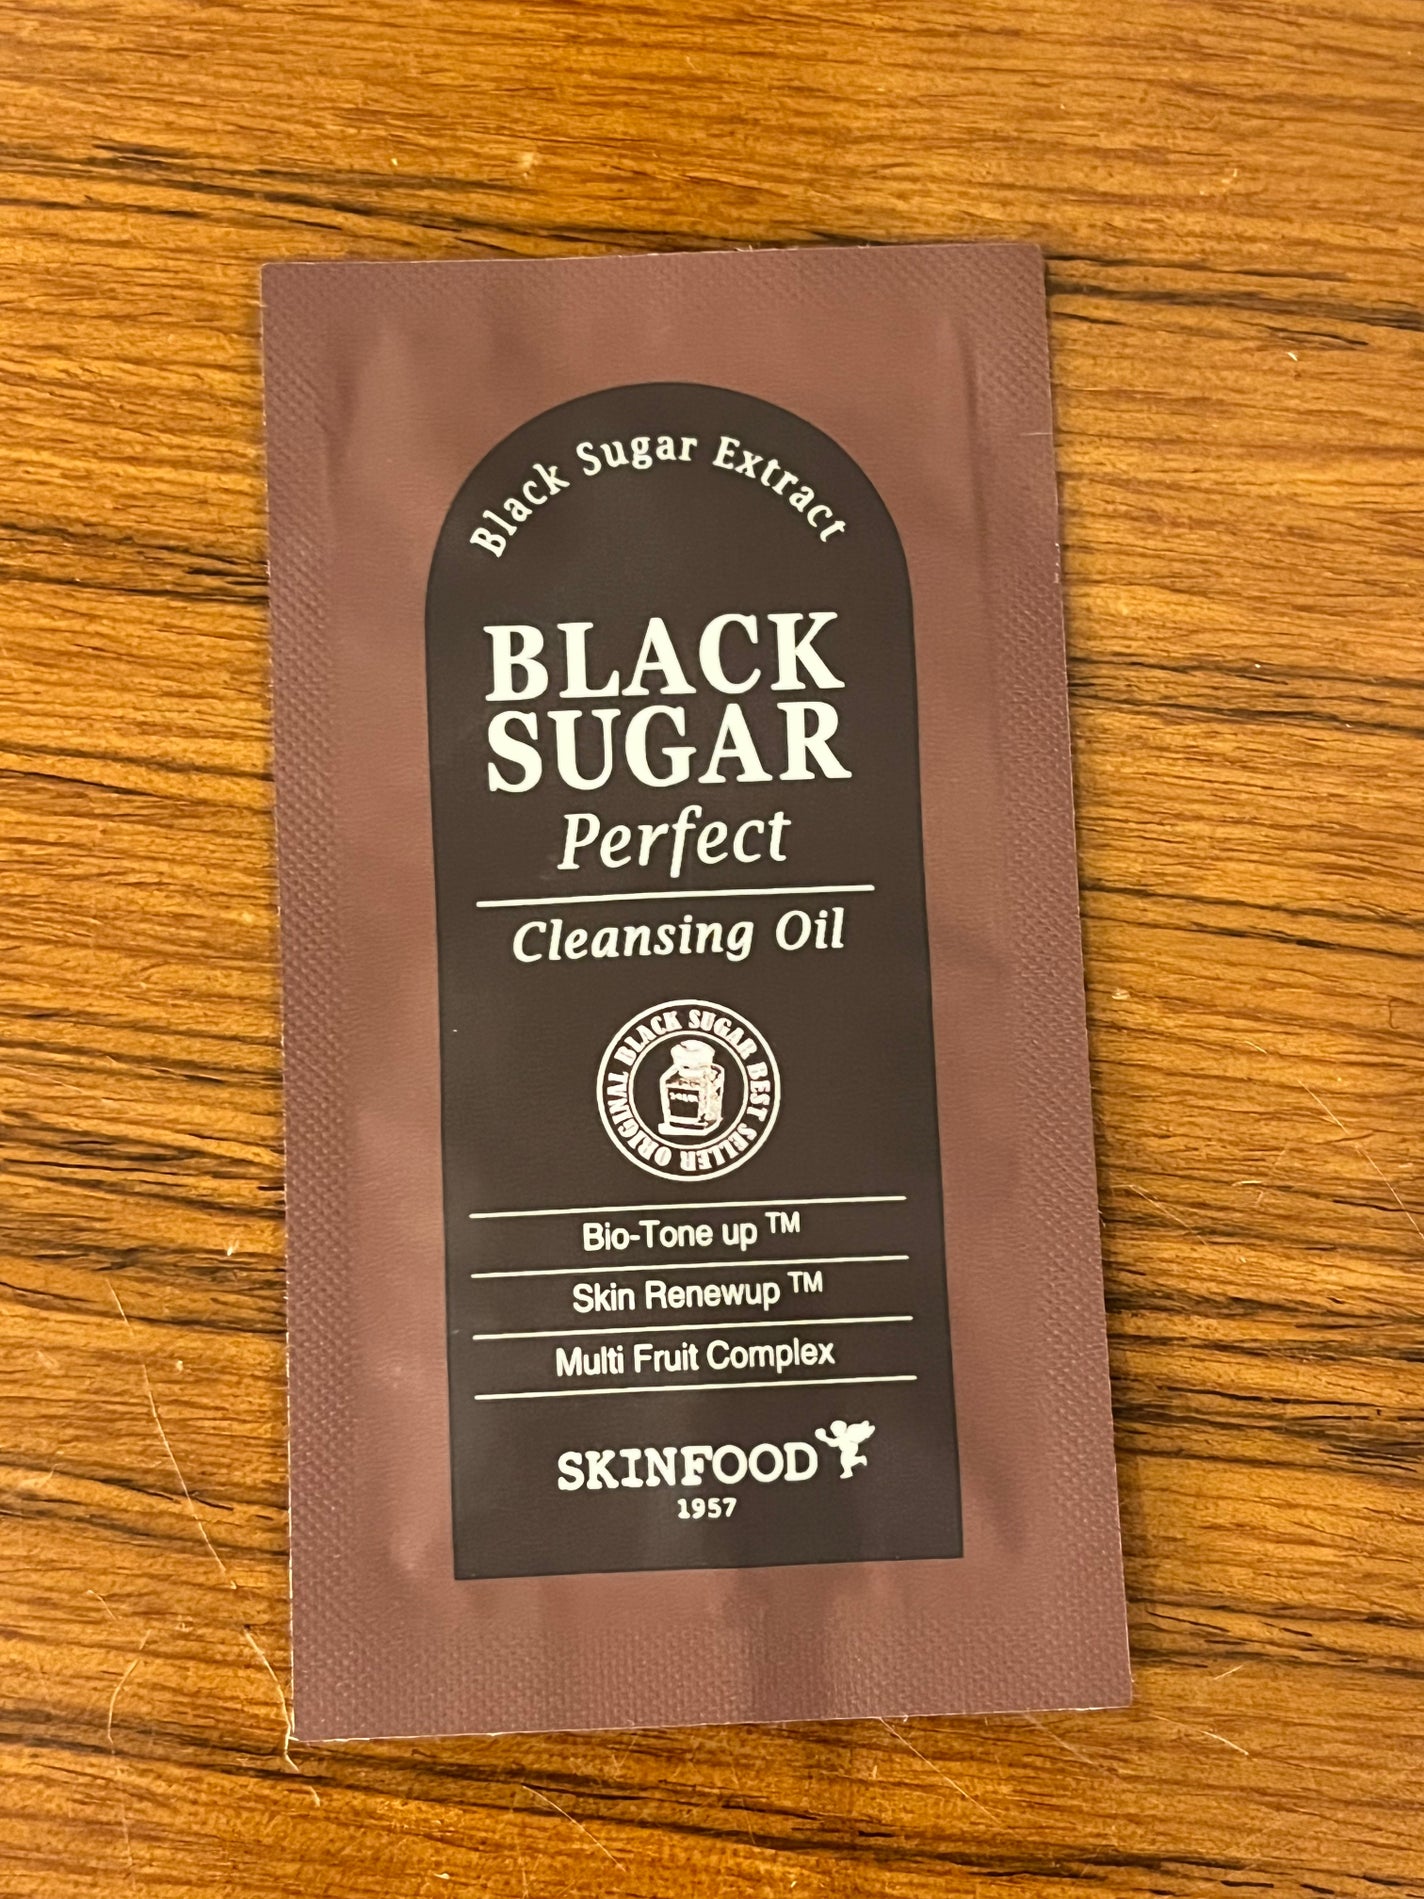 Black Sugar Extract
BLACK
SUGAR
Perfect
Cleansing Oil
ORIGINAL BLACK SUGAR BEST SELLER
Bio-Tone up ™
Skin Renewup ™
Multi Fruit Complex
SKINFOOD
1957